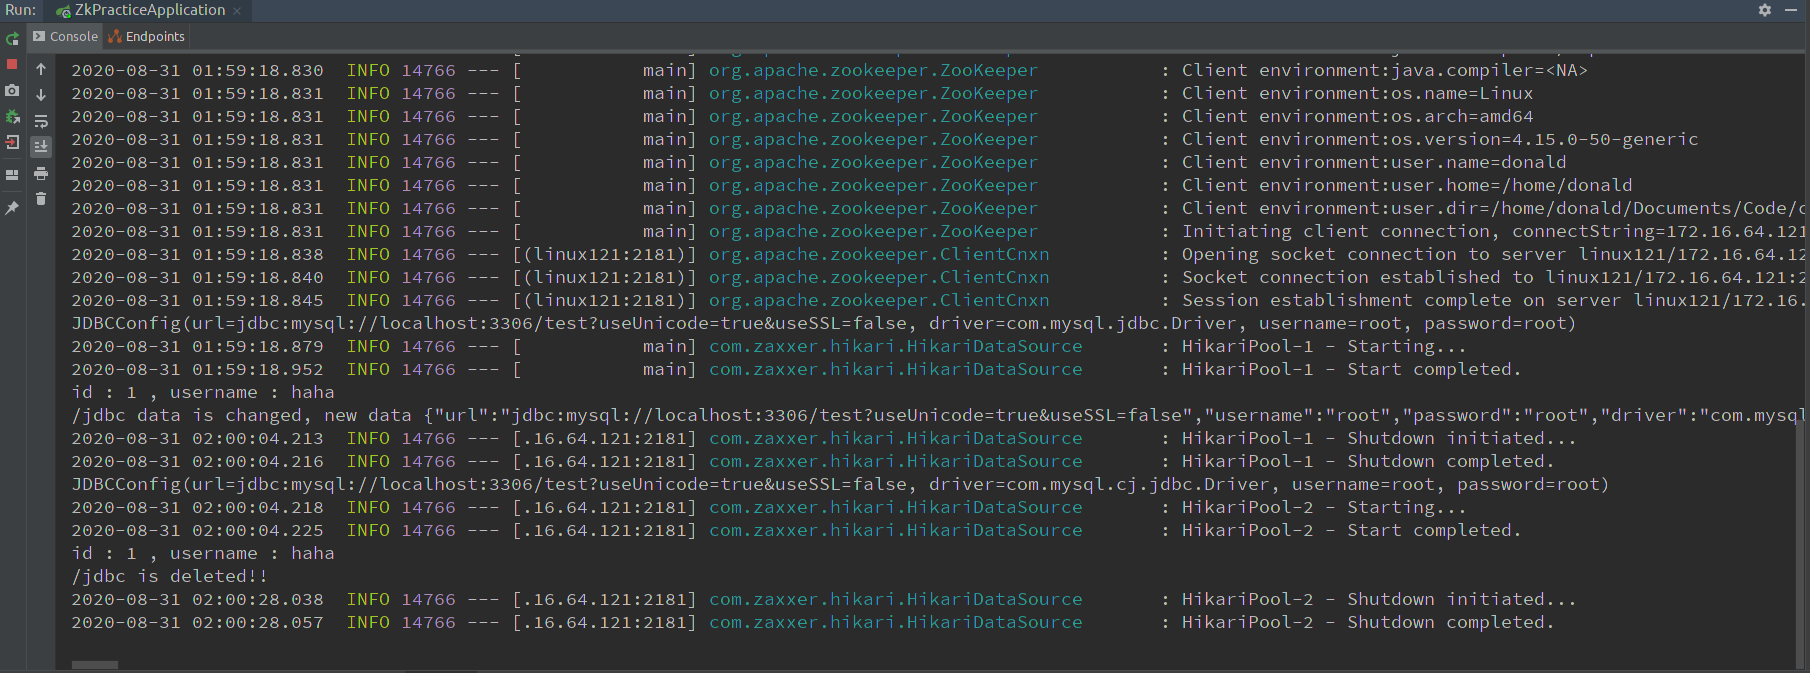 Run: ZkPracticeApplication
Console Endpoints
2020-08-31 01:59:18.830 INFO 14766 --- [ main] org.apache.zookeeper.ZooKeeper : Client environment:java.compiler=<NA>
2020-08-31 01:59:18.831 INFO 14766 --- [ main] org.apache.zookeeper.ZooKeeper : Client environment:os.name=Linux
2020-08-31 01:59:18.831 INFO 14766 --- [ main] org.apache.zookeeper.ZooKeeper : Client environment:os.arch=amd64
2020-08-31 01:59:18.831 INFO 14766 --- [ main] org.apache.zookeeper.ZooKeeper : Client environment:os.version=4.15.0-50-generic
2020-08-31 01:59:18.831 INFO 14766 --- [ main] org.apache.zookeeper.ZooKeeper : Client environment:user.name=donald
2020-08-31 01:59:18.831 INFO 14766 --- [ main] org.apache.zookeeper.ZooKeeper : Client environment:user.home=/home/donald
2020-08-31 01:59:18.831 INFO 14766 --- [ main] org.apache.zookeeper.ZooKeeper : Client environment:user.dir=/home/donald/Documents/Code/c
2020-08-31 01:59:18.831 INFO 14766 --- [ main] org.apache.zookeeper.ZooKeeper : Initiating client connection, connectString=172.16.64.121
2020-08-31 01:59:18.838 INFO 14766 --- [(linux121:2181)] org.apache.zookeeper.ClientCnxn : Opening socket connection to server linux121/172.16.64.12
2020-08-31 01:59:18.840 INFO 14766 --- [(linux121:2181)] org.apache.zookeeper.ClientCnxn : Socket connection established to linux121/172.16.64.121:2
2020-08-31 01:59:18.845 INFO 14766 --- [(linux121:2181)] org.apache.zookeeper.ClientCnxn : Session establishment complete on server linux121/172.16.
JDBCConfig(url=jdbc:mysql://localhost:3306/test?useUnicode=true&useSSL=false, driver=com.mysql.jdbc.Driver, username=root, password=root)
2020-08-31 01:59:18.879 INFO 14766 --- [ main] com.zaxxer.hikari.HikariDataSource : HikariPool-1 - Starting...
2020-08-31 01:59:18.952 INFO 14766 --- [ main] com.zaxxer.hikari.HikariDataSource : HikariPool-1 - Start completed.
id : 1 , username : haha
/jdbc data is changed, new data {"url":"jdbc:mysql://localhost:3306/test?useUnicode=true&useSSL=false","username":"root","password":"root","driver":"com.mysql
2020-08-31 02:00:04.213 INFO 14766 --- [.16.64.121:2181] com.zaxxer.hikari.HikariDataSource : HikariPool-1 - Shutdown initiated...
2020-08-31 02:00:04.216 INFO 14766 --- [.16.64.121:2181] com.zaxxer.hikari.HikariDataSource : HikariPool-1 - Shutdown completed.
JDBCConfig(url=jdbc:mysql://localhost:3306/test?useUnicode=true&useSSL=false, driver=com.mysql.cj.jdbc.Driver, username=root, password=root)
2020-08-31 02:00:04.218 INFO 14766 --- [.16.64.121:2181] com.zaxxer.hikari.HikariDataSource : HikariPool-2 - Starting...
2020-08-31 02:00:04.225 INFO 14766 --- [.16.64.121:2181] com.zaxxer.hikari.HikariDataSource : HikariPool-2 - Start completed.
id : 1 , username : haha
/jdbc is deleted!!
2020-08-31 02:00:28.038 INFO 14766 --- [.16.64.121:2181] com.zaxxer.hikari.HikariDataSource : HikariPool-2 - Shutdown initiated...
2020-08-31 02:00:28.057 INFO 14766 --- [.16.64.121:2181] com.zaxxer.hikari.HikariDataSource : HikariPool-2 - Shutdown completed.